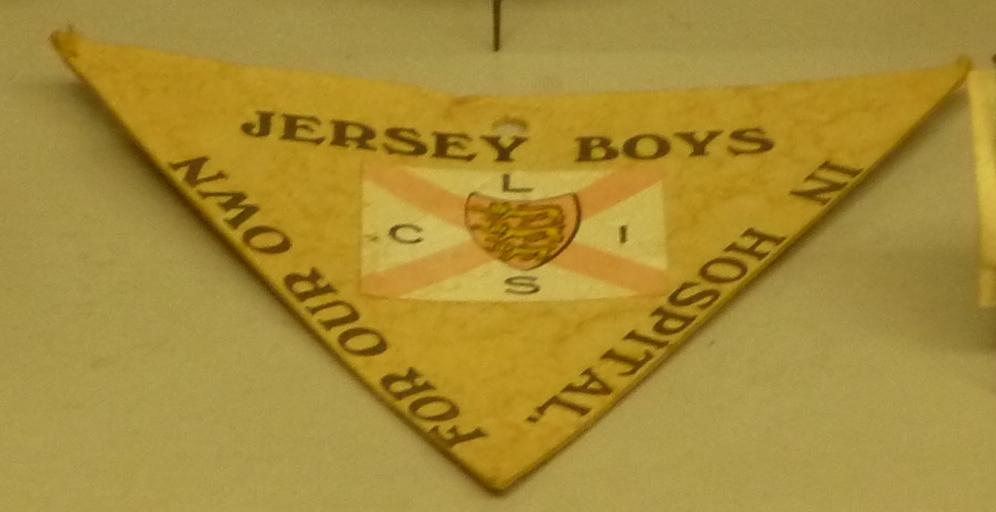 JERSEY BOYS
FOR OUR OWN
IN HOSPITAL.
L
C I
S